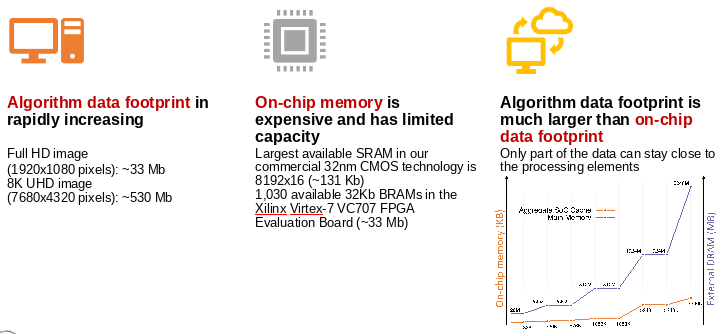 Algorithm data footprint in
rapidly increasing
Full HD image
(1920x1080 pixels): ~33 Mb
8K UHD image
(7680x4320 pixels): ~530 Mb
On-chip memory is
expensive and has limited
capacity
Largest available SRAM in our
commercial 32nm CMOS technology is
8192x16 (~131 Kb)
1,030 available 32Kb BRAMs in the
Xilinx Virtex-7 VC707 FPGA
Evaluation Board (~33 Mb)
Algorithm data footprint is
much larger than on-chip
data footprint
Only part of the data can stay close to
the processing elements
Aggregate SoC Cache
Main Memory
On-chip memory (KB)
External DRAM (MB)